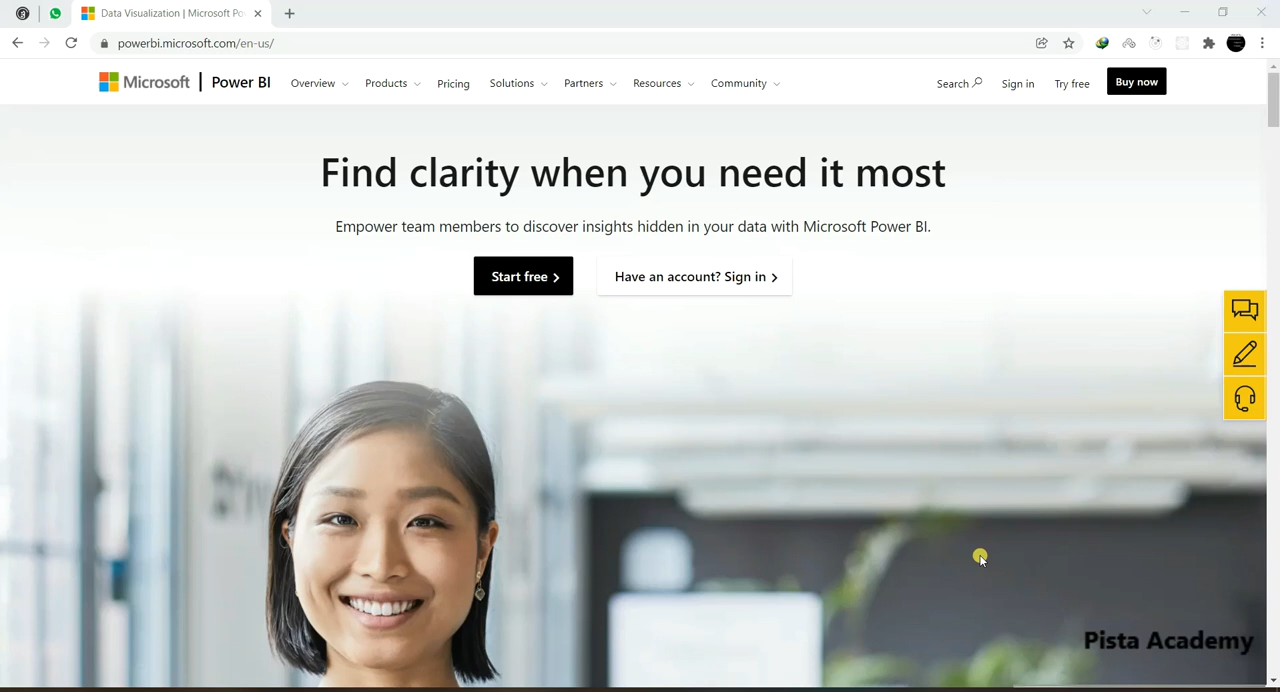 Data Visualization | Microsoft Po
powerbi.microsoft.com/en-us/
Microsoft | Power BI Overview Products Pricing Solutions Partners Resources Community Search Sign in Try free Buy now
Find clarity when you need it most
Empower team members to discover insights hidden in your data with Microsoft Power BI.
Start free > Have an account? Sign in >
Pista Academy